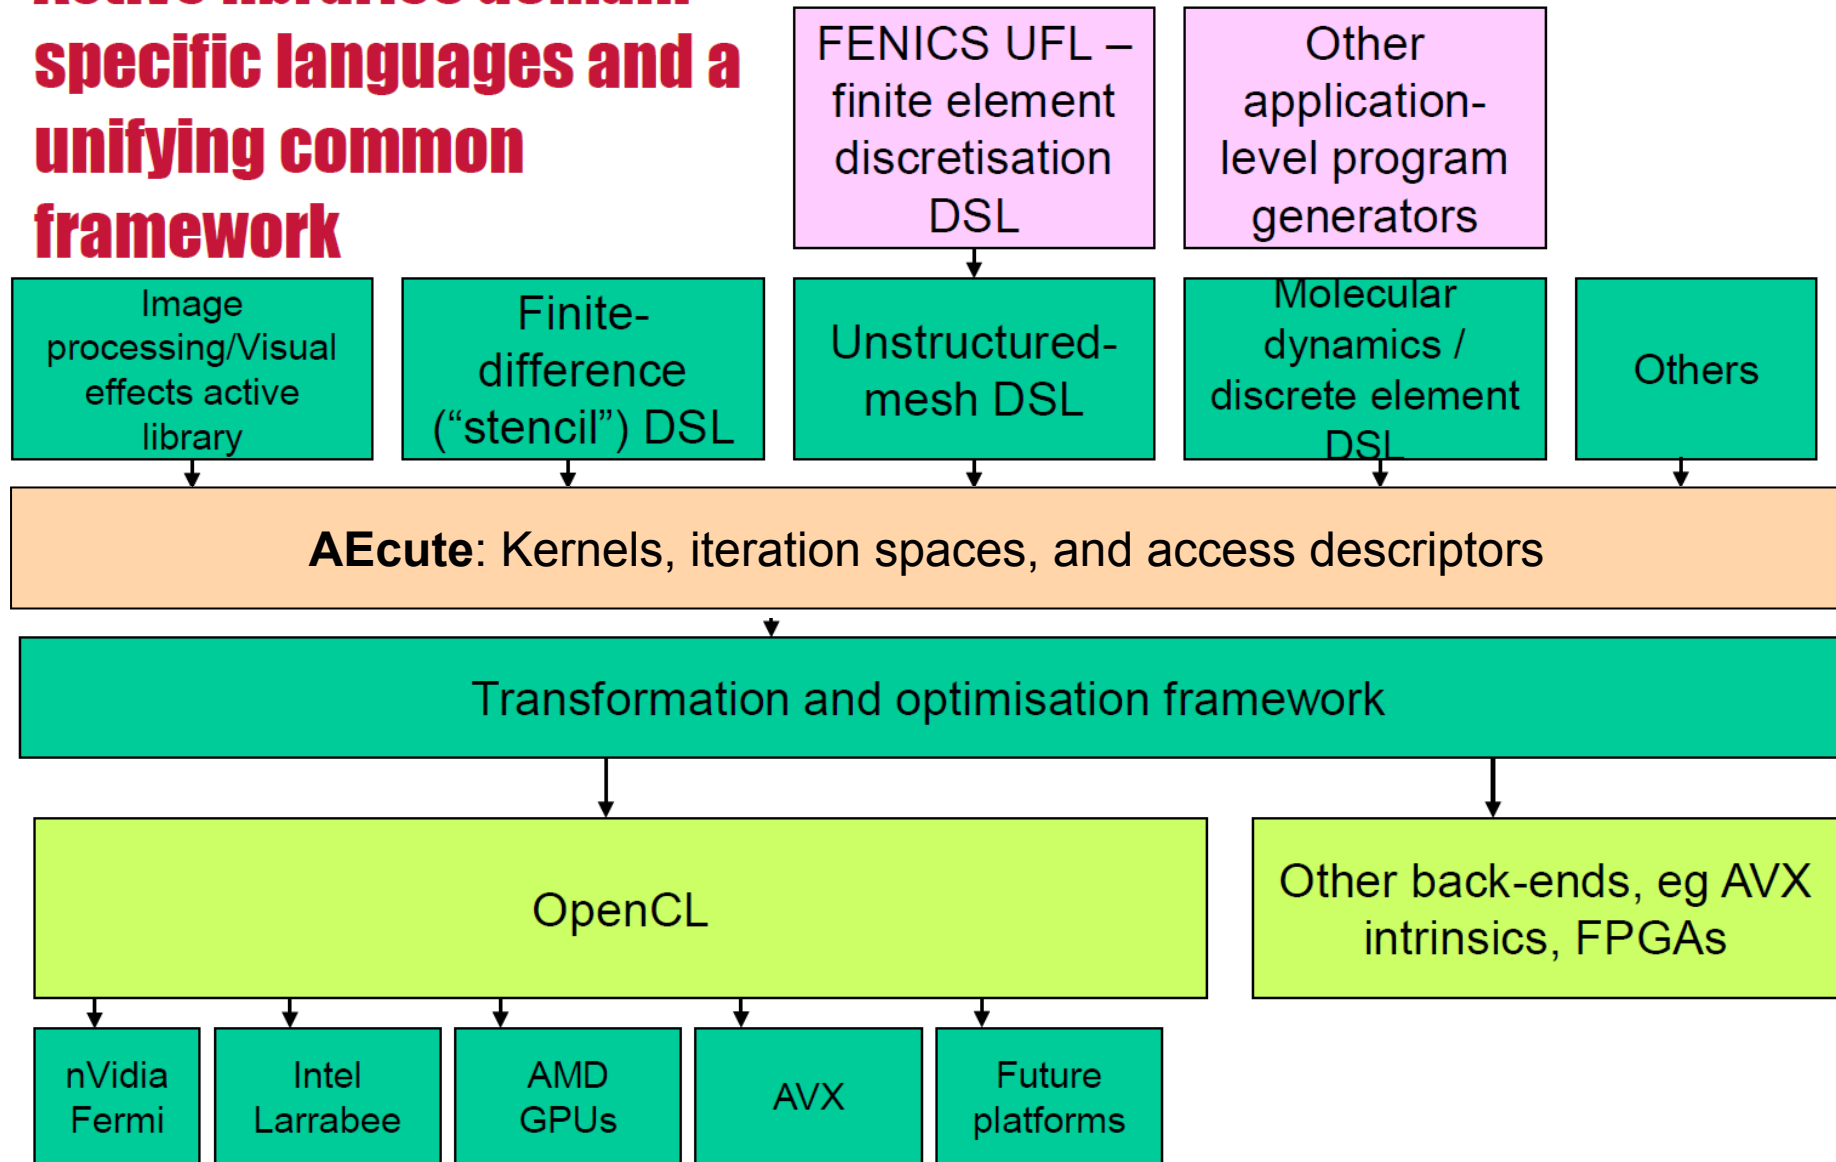 Active libraries domain
specific languages and a
unifying common
framework
FENICS UFL –
finite element
discretisation
DSL
Other
application-
level program
generators
Image
processing/Visual
effects active
library
Finite-
difference
(“stencil”) DSL
Unstructured-
mesh DSL
Molecular
dynamics /
discrete element
DSL
Others
AEcute: Kernels, iteration spaces, and access descriptors
Transformation and optimisation framework
OpenCL
Other back-ends, eg AVX
intrinsics, FPGAs
nVidia
Fermi
Intel
Larrabee
AMD
GPUs
AVX
Future
platforms